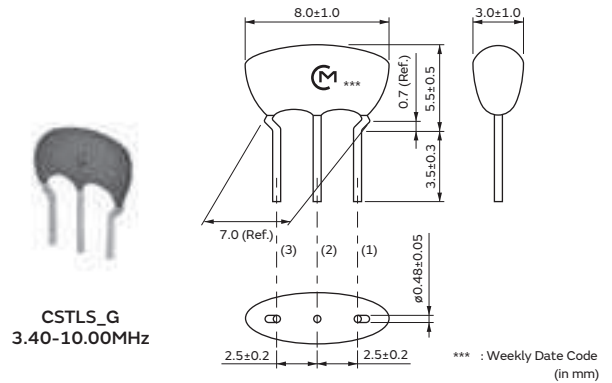 8.0±1.0
3.0±1.0
M ***
0.7 (Ref.)
5.5±0.5
3.5±0.3
7.0 (Ref.)
(3) (2) (1)
ø0.48±0.05
CSTLS_G
3.40-10.00MHz
2.5±0.2 2.5±0.2
*** : Weekly Date Code
(in mm)